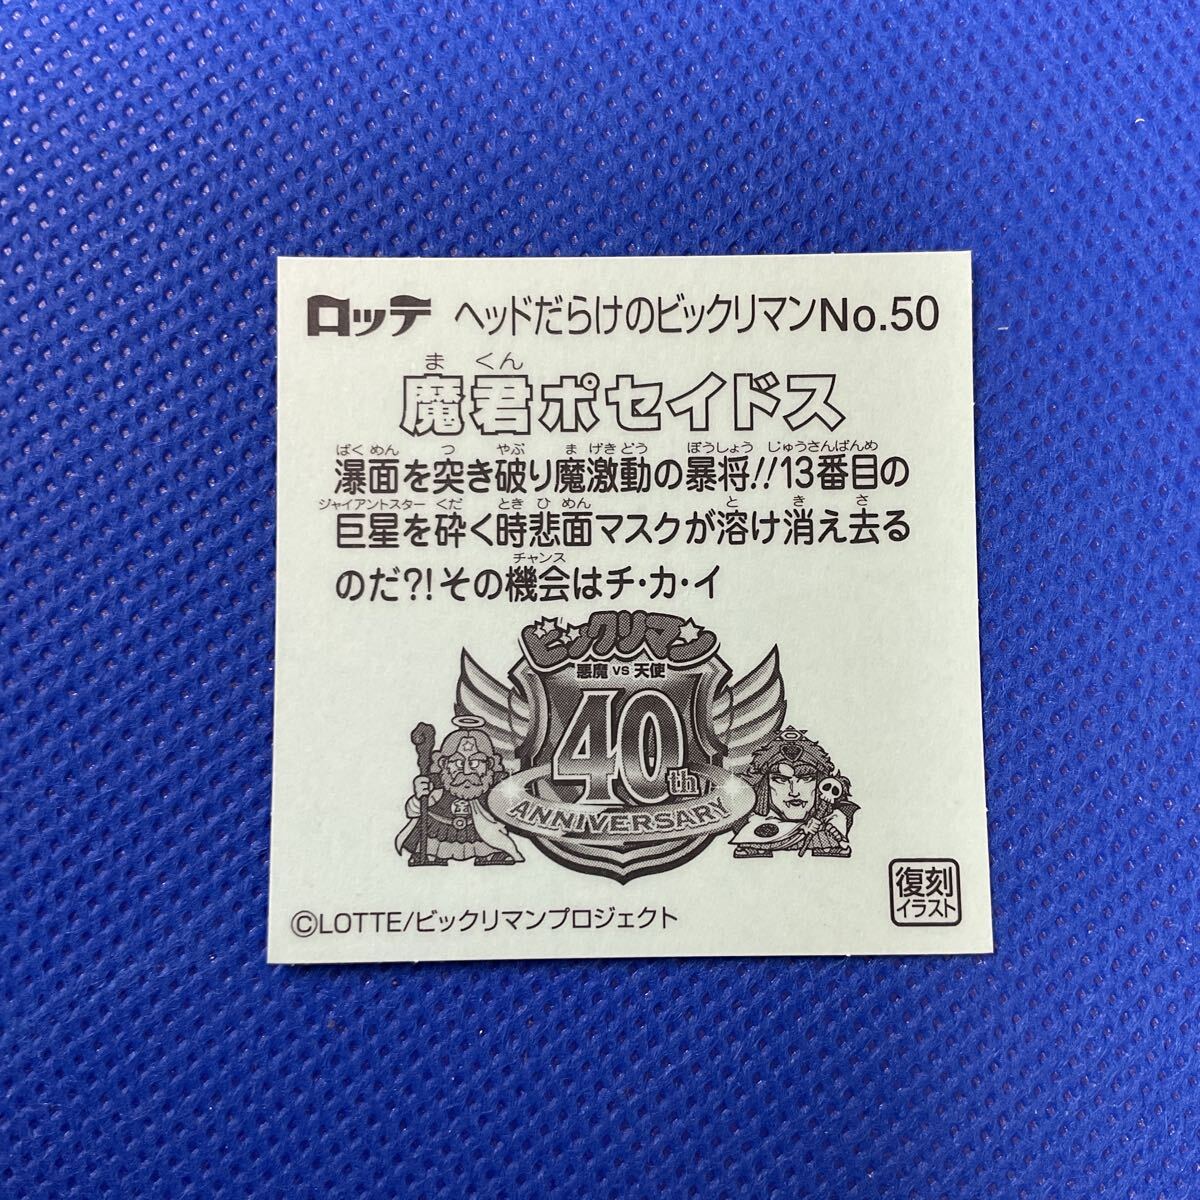 ロッテ ヘッドだらけのビックリマンNo.50
まくん
魔君ポセイドス
ばくめん つ やぶ ま げきどう ぼうしょう じゅうさんばんめ
瀑面を突き破り魔激動の暴将!!13番目の
ジャイアントスター くだ とき ひ めん と き さ
巨星を砕く時悲面マスクが溶け消え去る
チャンス
のだ?!その機会はチ・カ・イ
ビックリマン
悪魔 VS 天使
40th
ANNIVERSARY
復刻
イラスト
©LOTTE/ビックリマンプロジェクト